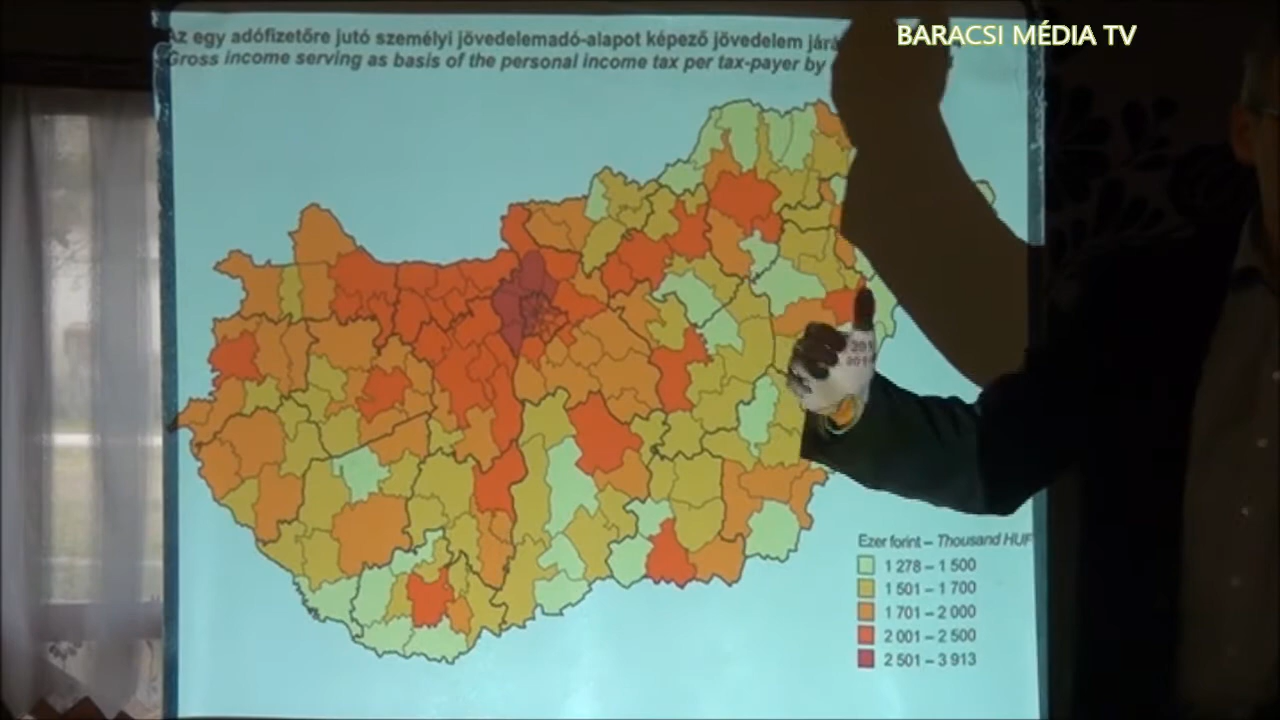 BARACSI MÉDIA TV
Az egy adófizetőre jutó személyi jövedelemadó-alapot képező jövedelem
Gross income serving as basis of the personal income tax per tax-payer by
Ezer forint – Thousand HUF
1 278 – 1 500
1 501 – 1 700
1 701 – 2 000
2 001 – 2 500
2 501 – 3 913